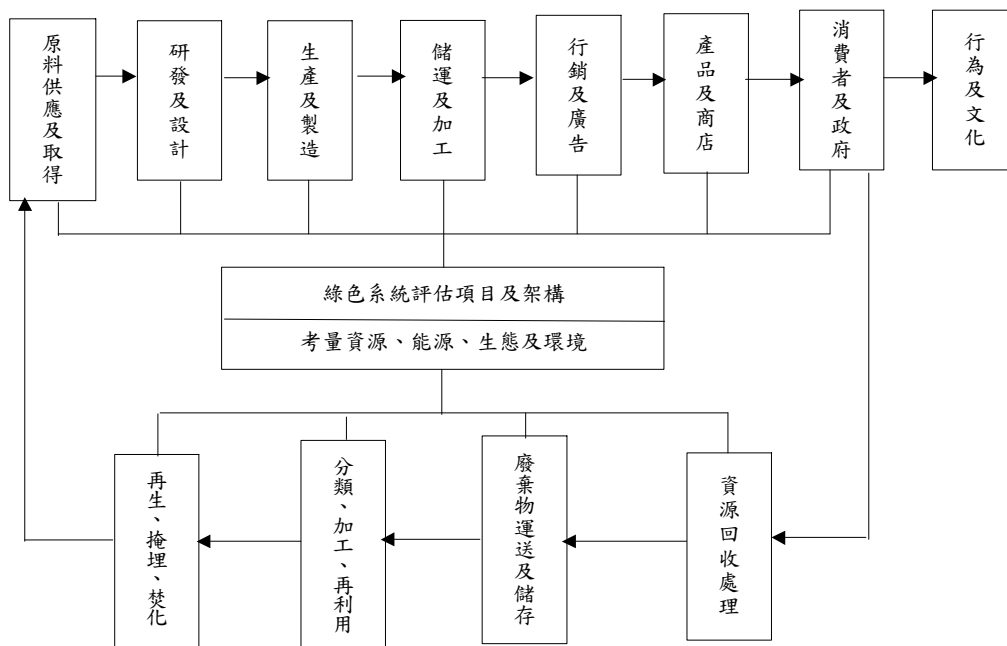 原料供應及取得
研發及設計
生產及製造
儲運及加工
行銷及廣告
產品及商店
消費者及政府
行為及文化
綠色系統評估項目及架構
考量資源、能源、生態及環境
再生、掩埋、焚化
分類、加工、再利用
廢棄物運送及儲存
資源回收處理